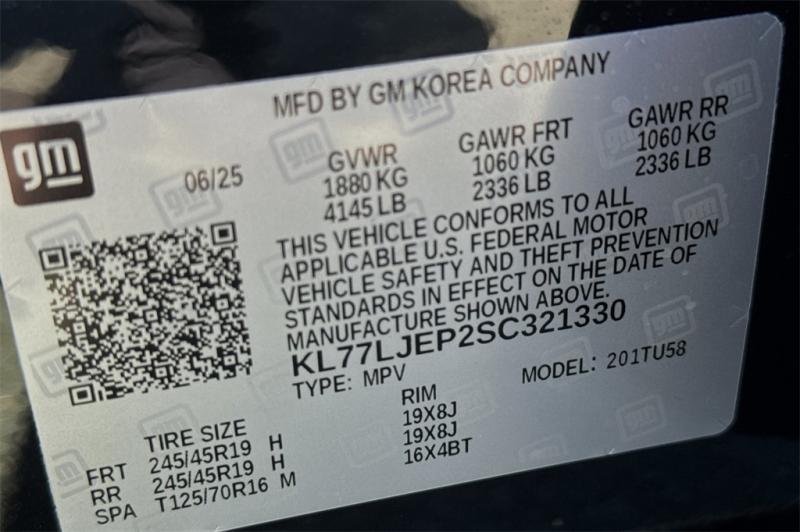 MFD BY GM KOREA COMPANY
gm
06/25
GVWR
1880 KG
4145 LB
GAWR FRT
1060 KG
2336 LB
GAWR RR
1060 KG
2336 LB
THIS VEHICLE CONFORMS TO ALL
APPLICABLE U.S. FEDERAL MOTOR
VEHICLE SAFETY AND THEFT PREVENTION
STANDARDS IN EFFECT ON THE DATE OF
MANUFACTURE SHOWN ABOVE.
KL77LJEP2SC321330
TYPE: MPV
MODEL: 201TU58
TIRE SIZE
RIM
FRT 245/45R19 H 19X8J
RR 245/45R19 H 19X8J
SPA T125/70R16 M 16X4BT